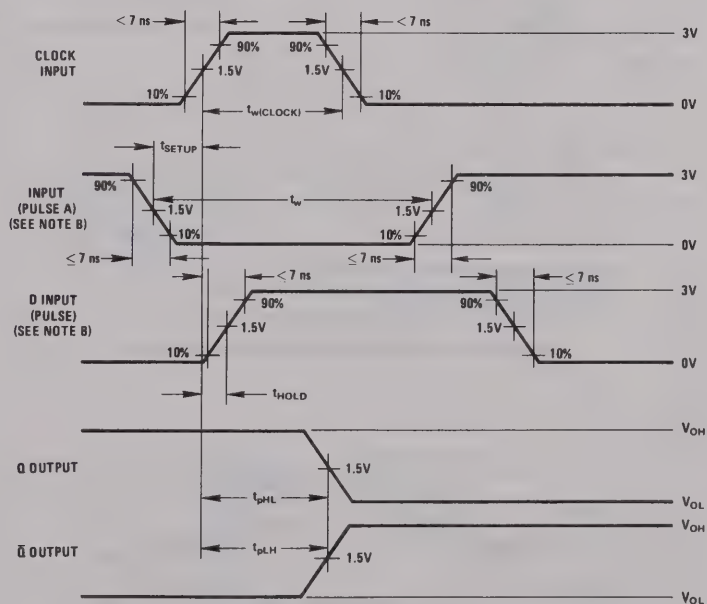 < 7 ns
< 7 ns
90%
90%
3V
CLOCK
INPUT
1.5V
1.5V
10%
10%
tw(CLOCK)
0V
tSETUP
INPUT
(PULSE A)
(SEE NOTE B)
90%
tw
90%
3V
1.5V
1.5V
10%
10%
0V
≤ 7 ns
< 7 ns
≤ 7 ns
≤ 7 ns
D INPUT
(PULSE)
(SEE NOTE B)
90%
90%
3V
1.5V
1.5V
10%
10%
0V
tHOLD
VOH
Q OUTPUT
1.5V
tpHL
VOL
VOH
Q̄ OUTPUT
tpLH
1.5V
VOL